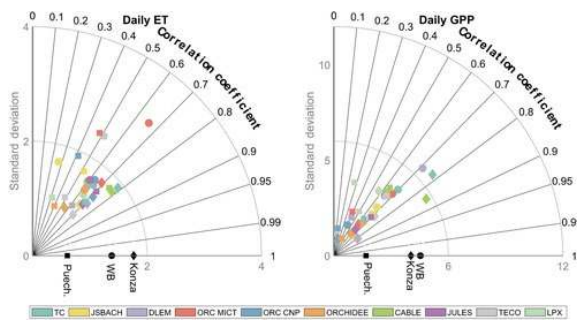 Daily ET
Daily GPP
Correlation coefficient
Correlation coefficient
Standard deviation
Standard deviation
0 0.1 0.2 0.3 0.4 0.5 0.6 0.7 0.8 0.9 0.95 0.99 1
0 0.1 0.2 0.3 0.4 0.5 0.6 0.7 0.8 0.9 0.95 0.99 1
4
2
0
2
4
10
5
0
6
12
Puech.
WB
Konza
Puech.
Konza
WB
TC JSBACH DLEM ORC MICT ORC CNP ORCHIDEE CABLE JULES TECO LPX